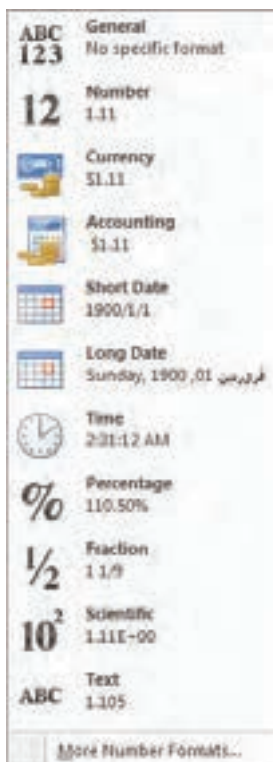 ABC
123
General
No specific format
12
Number
1.11
Currency
$1.11
Accounting
$1.11
Short Date
1900/1/1
Long Date
Sunday, 1900 ,01 فروردین
Time
2:31:12 AM
%
Percentage
110.50%
½
Fraction
1 1/9
10²
Scientific
1.11E+00
ABC
Text
1.105
More Number Formats...